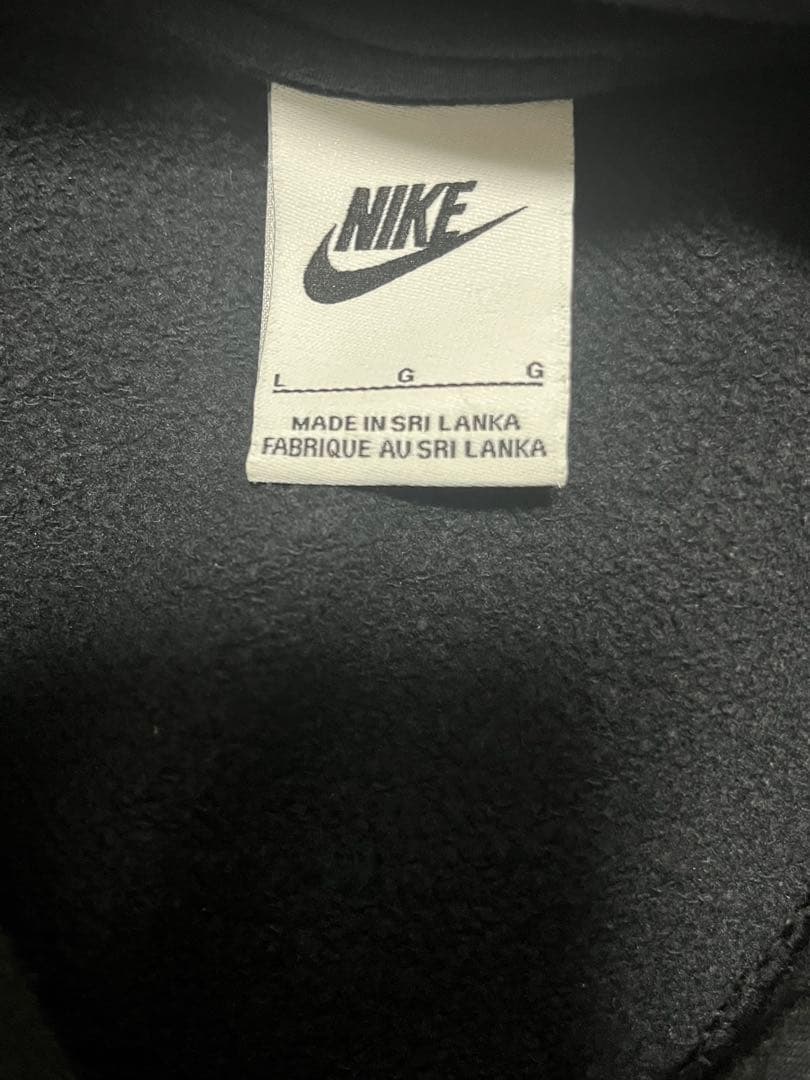 NIKE
L G G
MADE IN SRI LANKA
FABRIQUE AU SRI LANKA